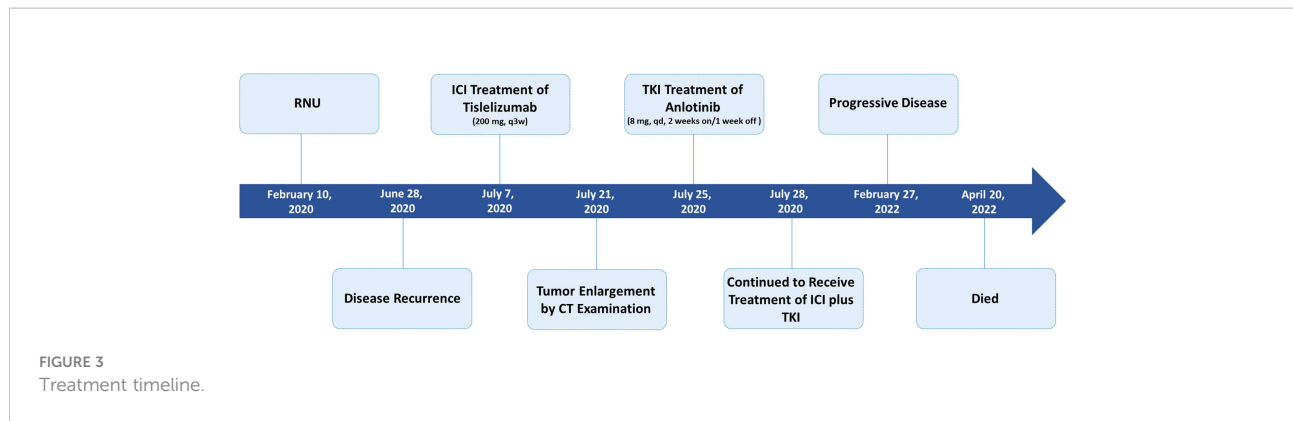 RNU
ICI Treatment of
Tislelizumab
(200 mg, q3w)
TKI Treatment of
Anlotinib
(8 mg, qd, 2 weeks on/1 week off )
Progressive Disease
February 10,
2020
June 28,
2020
July 7,
2020
July 21,
2020
July 25,
2020
July 28,
2020
February 27,
2022
April 20,
2022
Disease Recurrence
Tumor Enlargement
by CT Examination
Continued to Receive
Treatment of ICI plus
TKI
Died
FIGURE 3
Treatment timeline.